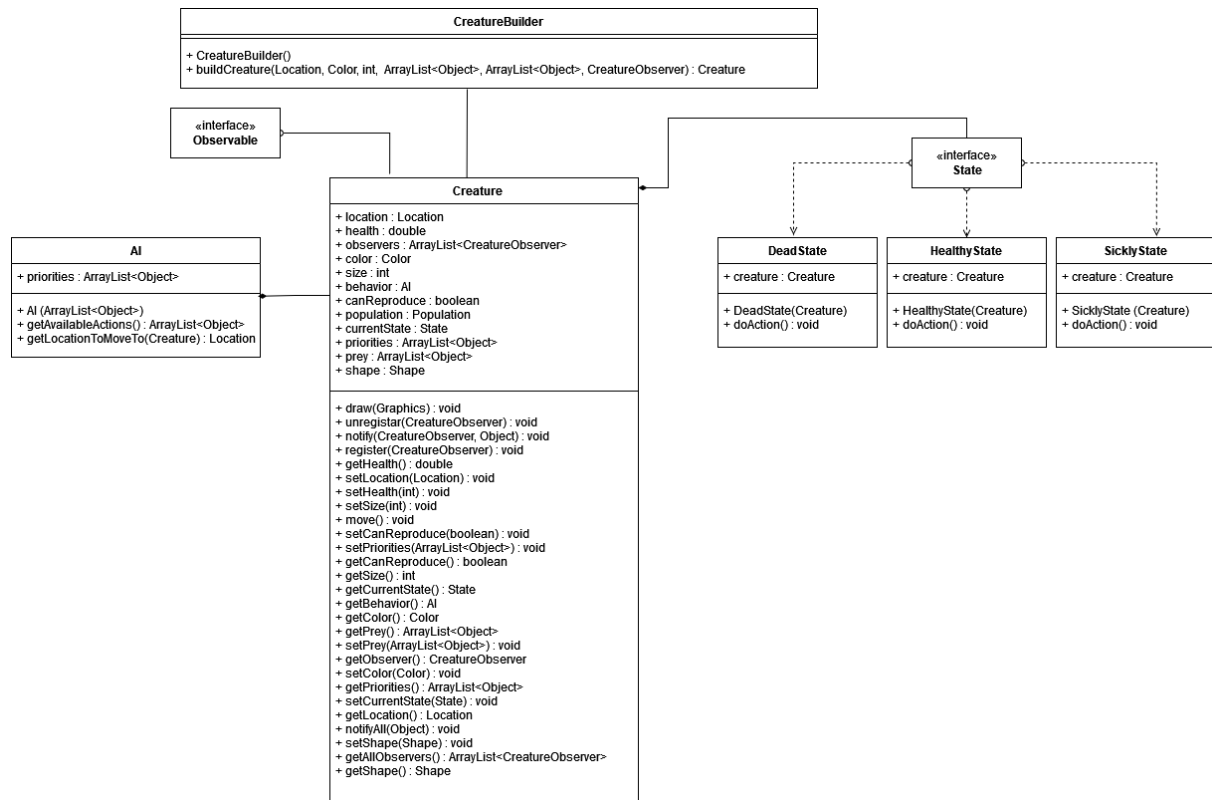 CreatureBuilder
+ CreatureBuilder()
+ buildCreature(Location, Color, int, ArrayList<Object>, ArrayList<Object>, CreatureObserver) : Creature
«interface»
Observable
«interface»
State
Creature
+ location : Location
+ health : double
+ observers : ArrayList<CreatureObserver>
+ color : Color
+ size : int
+ behavior : AI
+ canReproduce : boolean
+ population : Population
+ currentState : State
+ priorities : ArrayList<Object>
+ prey : ArrayList<Object>
+ shape : Shape
+ draw(Graphics) : void
+ unregistar(CreatureObserver) : void
+ notify(CreatureObserver, Object) : void
+ register(CreatureObserver) : void
+ getHealth() : double
+ setLocation(Location) : void
+ setHealth(int) : void
+ setSize(int) : void
+ move() : void
+ setCanReproduce(boolean) : void
+ setPriorities(ArrayList<Object>) : void
+ getCanReproduce() : boolean
+ getSize() : int
+ getCurrentState() : State
+ getBehavior() : AI
+ getColor() : Color
+ getPrey() : ArrayList<Object>
+ setPrey(ArrayList<Object>) : void
+ getObserver() : CreatureObserver
+ setColor(Color) : void
+ getPriorities() : ArrayList<Object>
+ setCurrentState(State) : void
+ getLocation() : Location
+ notifyAll(Object) : void
+ setShape(Shape) : void
+ getAllObservers() : ArrayList<CreatureObserver>
+ getShape() : Shape
AI
+ priorities : ArrayList<Object>
+ AI (ArrayList<Object>)
+ getAvailableActions() : ArrayList<Object>
+ getLocationToMoveTo(Creature) : Location
DeadState
+ creature : Creature
+ DeadState(Creature)
+ doAction() : void
HealthyState
+ creature : Creature
+ HealthyState(Creature)
+ doAction() : void
SicklyState
+ creature : Creature
+ SicklyState (Creature)
+ doAction() : void